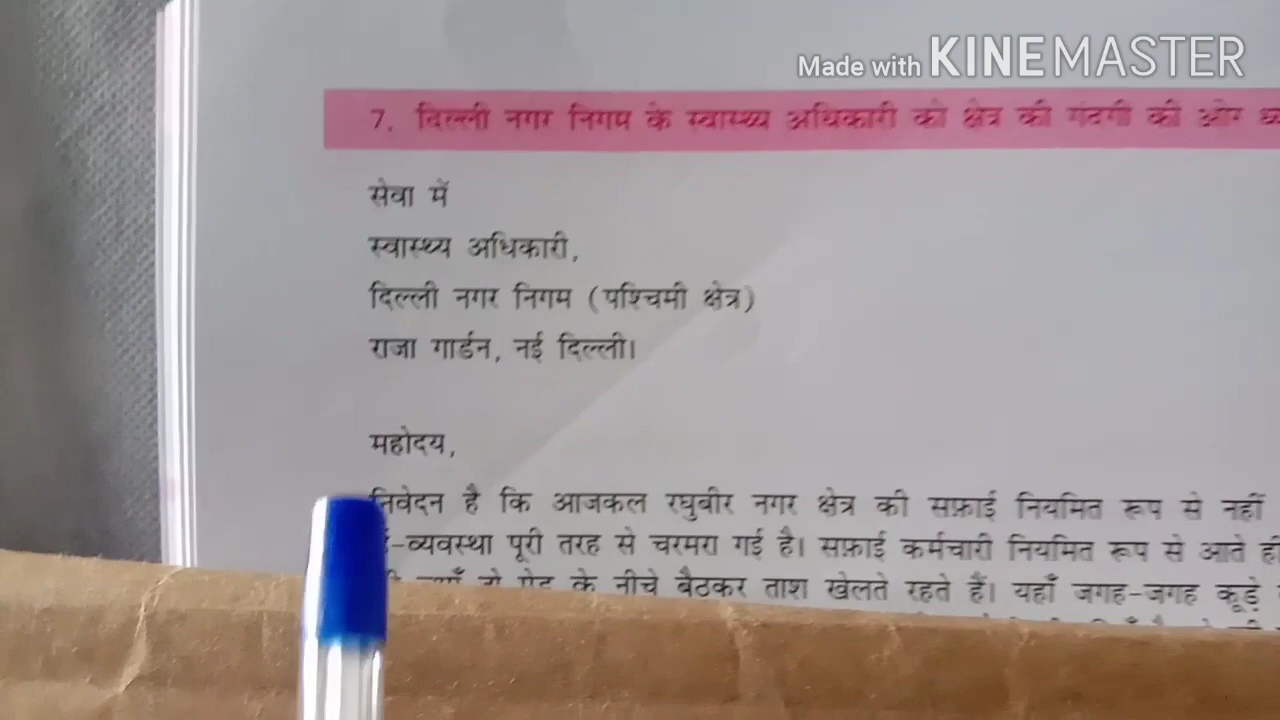 Made with KINEMASTER
7. दिल्ली नगर निगम के स्वास्थ्य अधिकारी को क्षेत्र की गंदगी की ओर
सेवा में
स्वास्थ्य अधिकारी,
दिल्ली नगर निगम (पश्चिमी क्षेत्र)
राजा गार्डन, नई दिल्ली।
महोदय,
निवेदन है कि आजकल रघुबीर नगर क्षेत्र की सफ़ाई नियमित रूप से नहीं
-व्यवस्था पूरी तरह से चरमरा गई है। सफ़ाई कर्मचारी नियमित रूप से आते ही
के नीचे बैठकर ताश खेलते रहते हैं। यहाँ जगह-जगह कूड़े